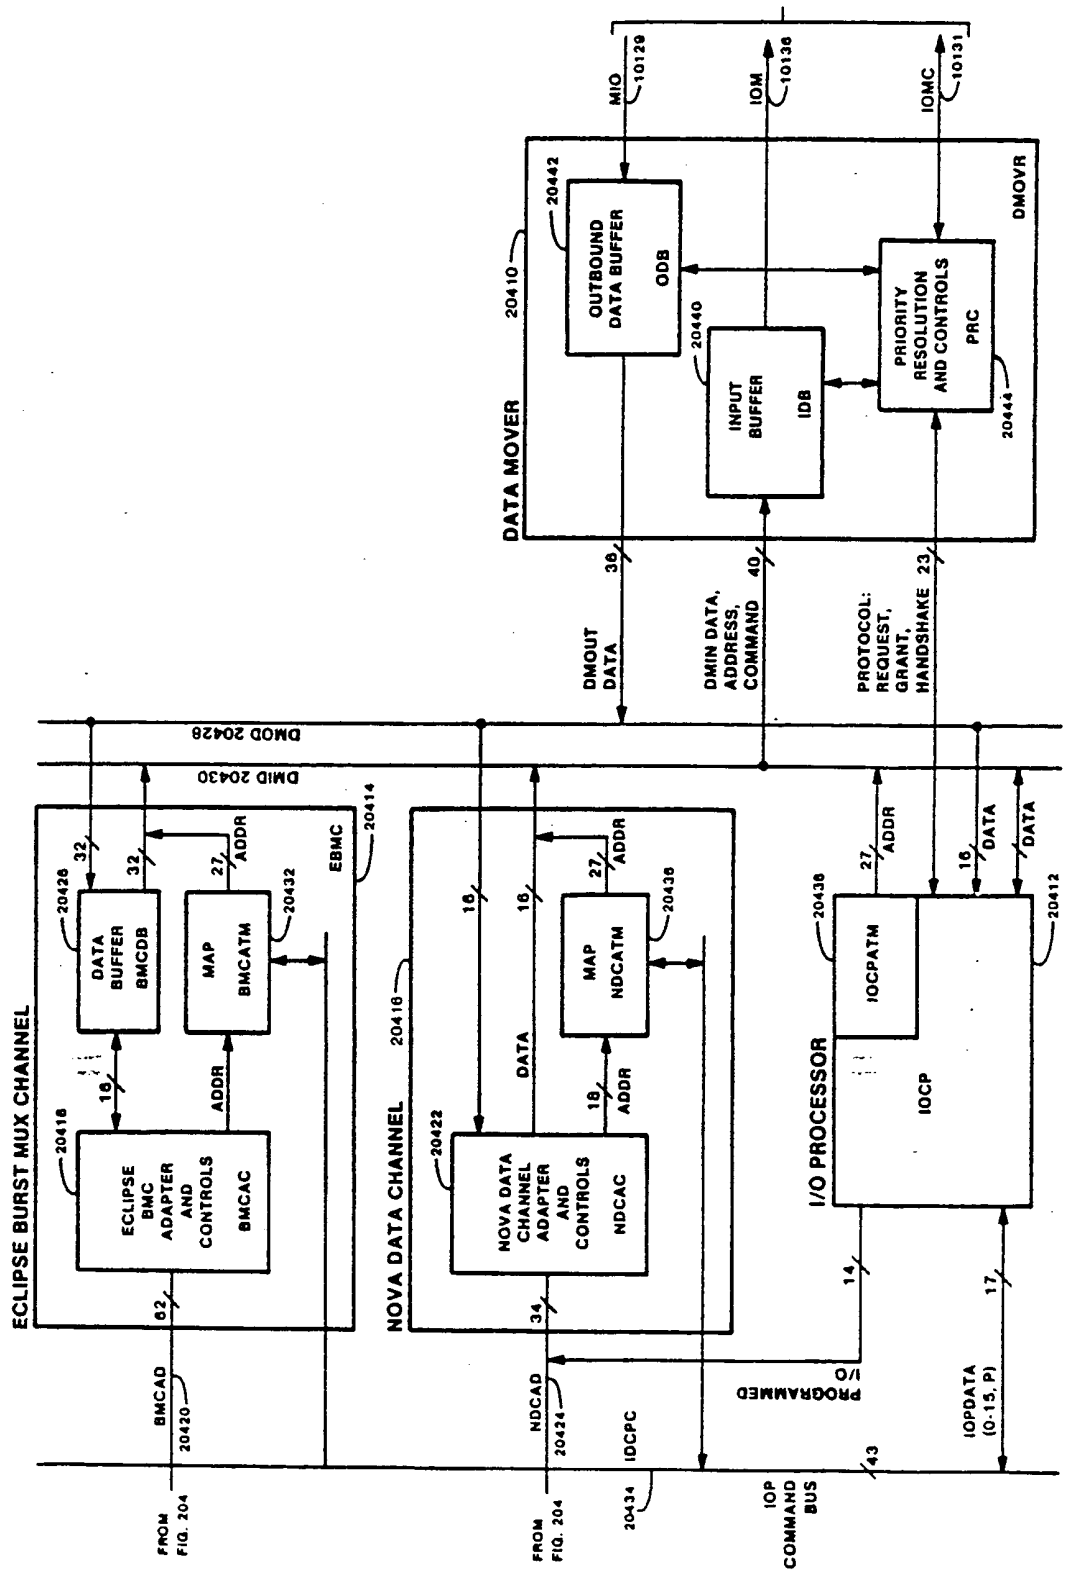 ECLIPSE BURST MUX CHANNEL
FROM
FIG. 204
BMCAD
20420
62
20418
ECLIPSE
BMC
ADAPTER
AND
CONTROLS
BMCAC
16
ADDR
20426
DATA
BUFFER
BMCDB
MAP
BMCATM
20432
32
32
27
ADDR
EBMC
20414
DMID 20430
DMOD 20428
NOVA DATA CHANNEL
20416
FROM
FIG. 204
NDCAD
20424
34
20422
NOVA DATA
CHANNEL
ADAPTER
AND
CONTROLS
NDCAC
DATA
18
ADDR
MAP
NDCATM
20436
16
16
27
ADDR
IOCPC
20434
IOP
COMMAND
BUS
43
PROGRAMMED
I/O
14
IOPDATA
(0-15, P)
17
I/O PROCESSOR
IOCP
IOCPATM
20438
27
ADDR
16
DATA
DATA
20412
DMOUT
DATA
36
DMIN DATA,
ADDRESS,
COMMAND
40
PROTOCOL:
REQUEST,
GRANT,
HANDSHAKE
23
DATA MOVER
20410
OUTBOUND
DATA BUFFER
ODB
20442
INPUT
BUFFER
IDB
20440
PRIORITY
RESOLUTION
AND CONTROLS
PRC
20444
DMOVR
MIO
10129
IOM
10136
IOMC
10131